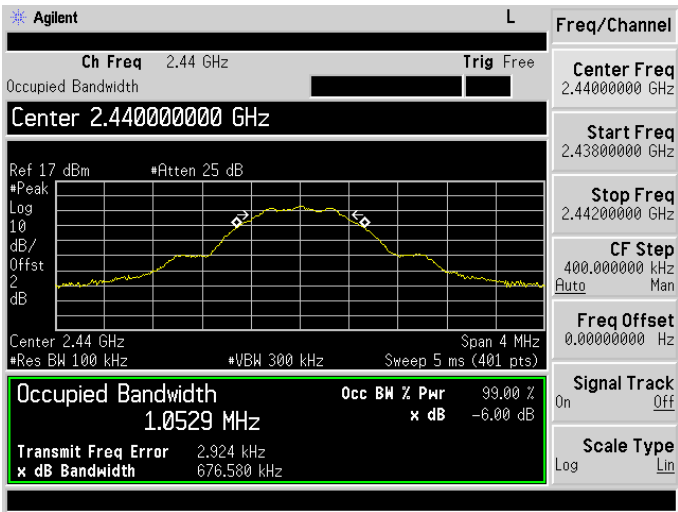 Agilent L
Ch Freq 2.44 GHz Trig Free
Occupied Bandwidth
Center 2.440000000 GHz
Ref 17 dBm #Atten 25 dB
#Peak
Log
10
dB/
Offst
2
dB
Center 2.44 GHz Span 4 MHz
#Res BW 100 kHz #VBW 300 kHz Sweep 5 ms (401 pts)
Occupied Bandwidth Occ BW % Pwr 99.00 %
1.0529 MHz x dB -6.00 dB
Transmit Freq Error 2.924 kHz
x dB Bandwidth 676.580 kHz
Freq/Channel
Center Freq
2.44000000 GHz
Start Freq
2.43800000 GHz
Stop Freq
2.44200000 GHz
CF Step
400.000000 kHz
Auto Man
Freq Offset
0.00000000 Hz
Signal Track
On Off
Scale Type
Log Lin